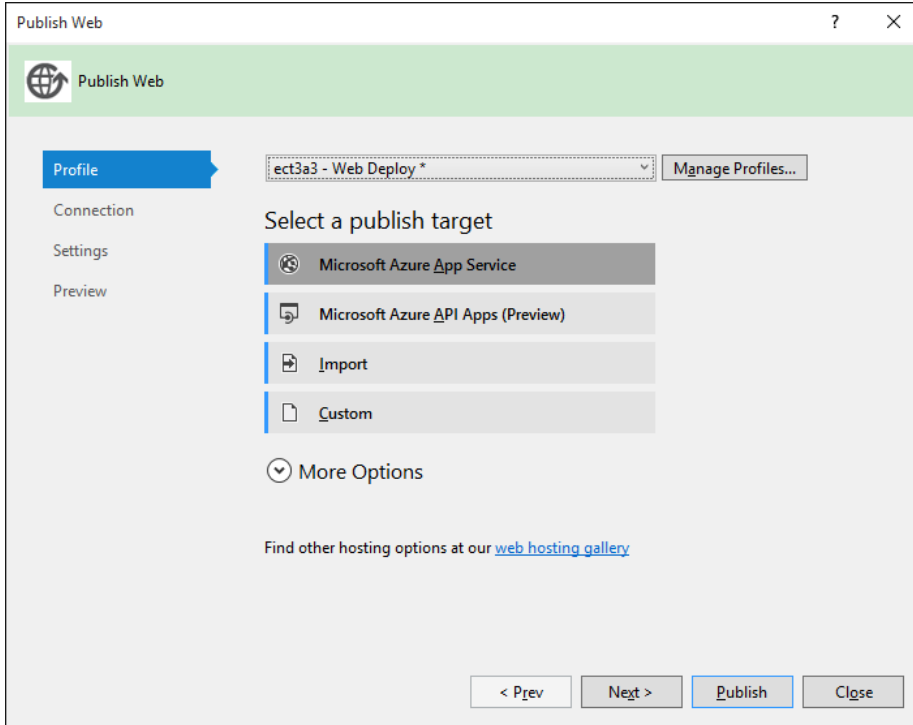 Publish Web
? ×
Publish Web
Profile
Connection
Settings
Preview
ect3a3 - Web Deploy *
Manage Profiles...
Select a publish target
Microsoft Azure App Service
Microsoft Azure API Apps (Preview)
Import
Custom
More Options
Find other hosting options at our web hosting gallery
< Prev
Next >
Publish
Close